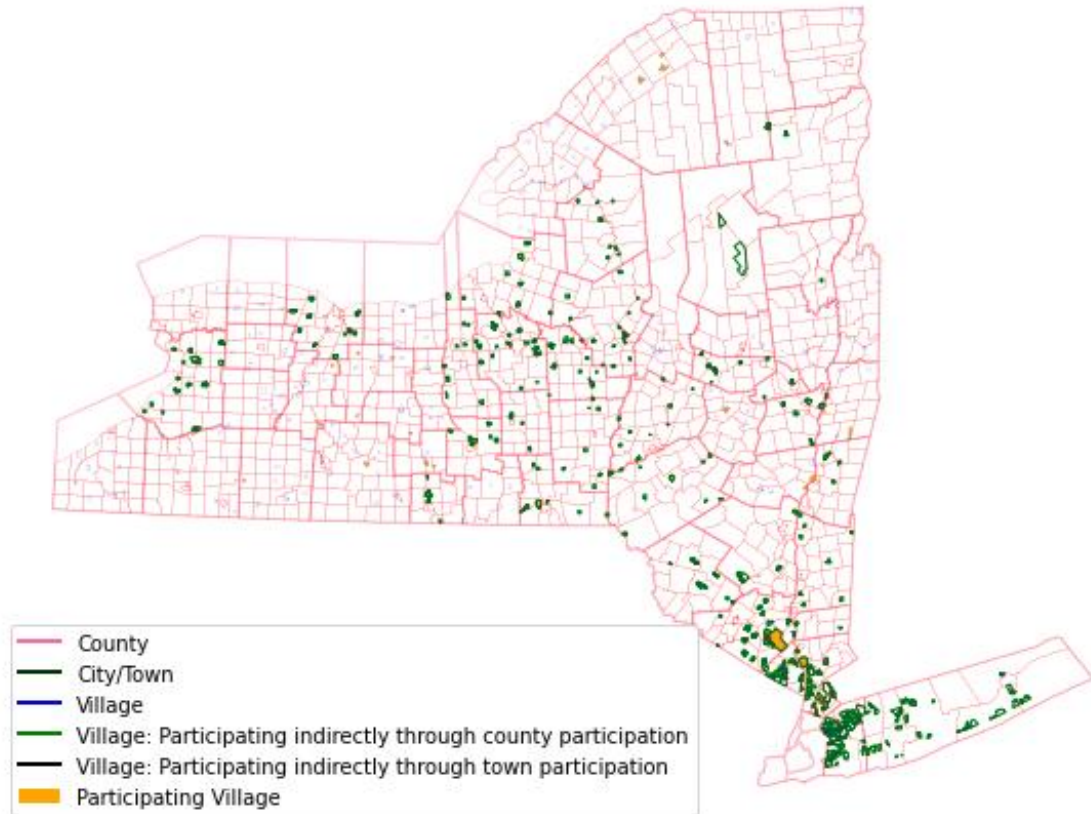 County
City/Town
Village
Village: Participating indirectly through county participation
Village: Participating indirectly through town participation
Participating Village